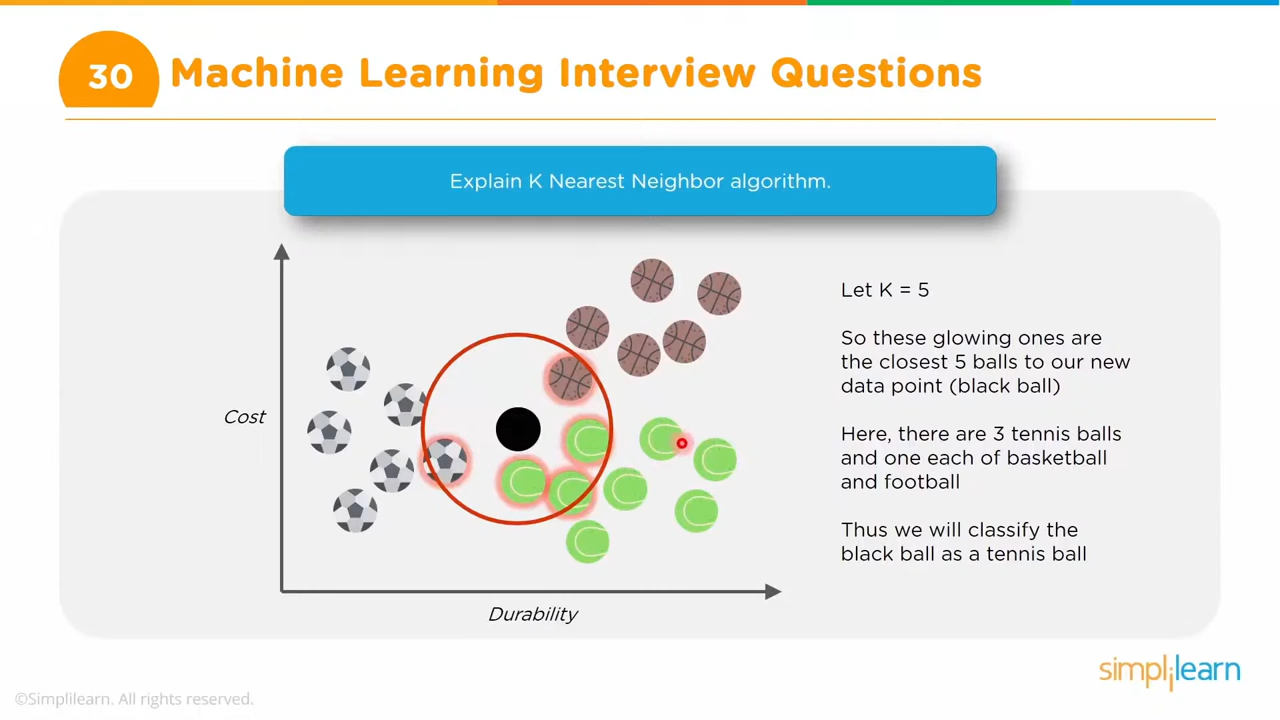 30
Machine Learning Interview Questions
Explain K Nearest Neighbor algorithm.
Cost
Durability
Let K = 5
So these glowing ones are
the closest 5 balls to our new
data point (black ball)
Here, there are 3 tennis balls
and one each of basketball
and football
Thus we will classify the
black ball as a tennis ball
simplilearn
©Simplilearn. All rights reserved.